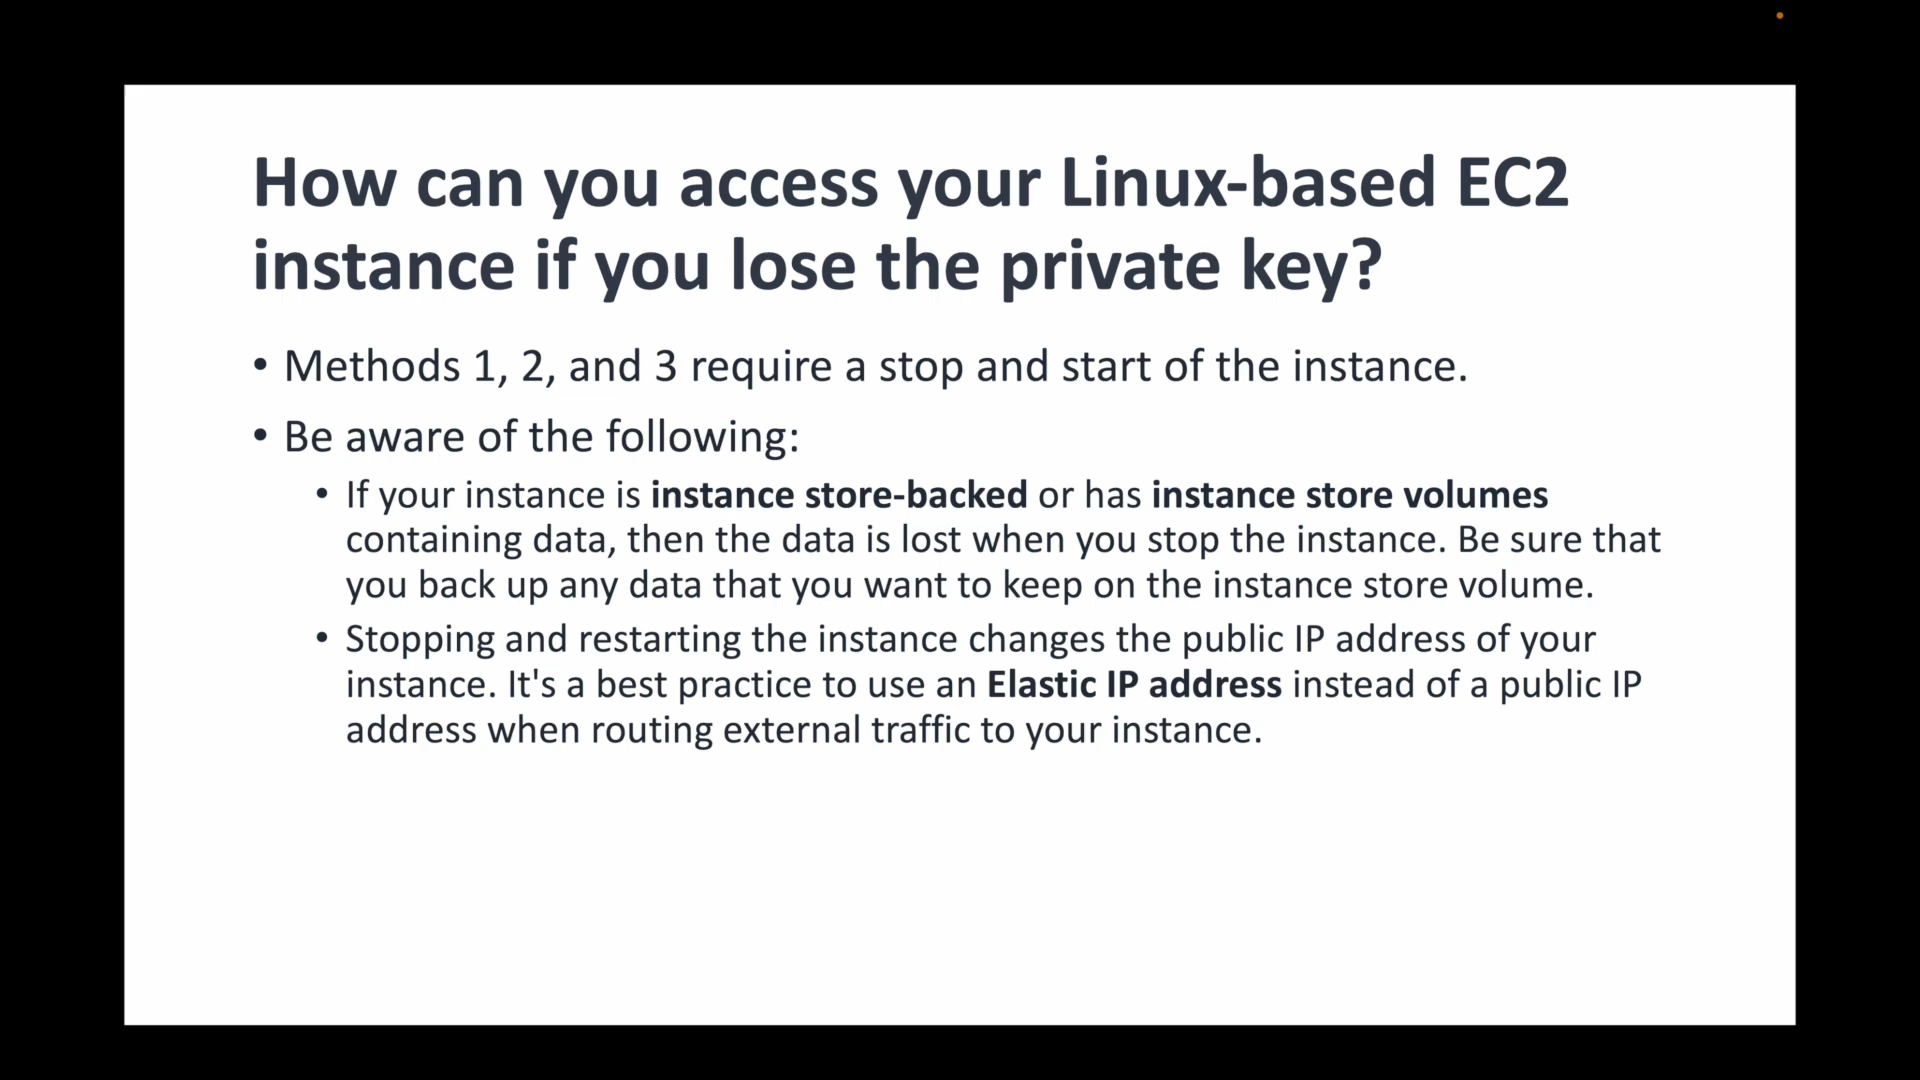 How can you access your Linux-based EC2
instance if you lose the private key?
• Methods 1, 2, and 3 require a stop and start of the instance.
• Be aware of the following:
• If your instance is instance store-backed or has instance store volumes
containing data, then the data is lost when you stop the instance. Be sure that
you back up any data that you want to keep on the instance store volume.
• Stopping and restarting the instance changes the public IP address of your
instance. It's a best practice to use an Elastic IP address instead of a public IP
address when routing external traffic to your instance.